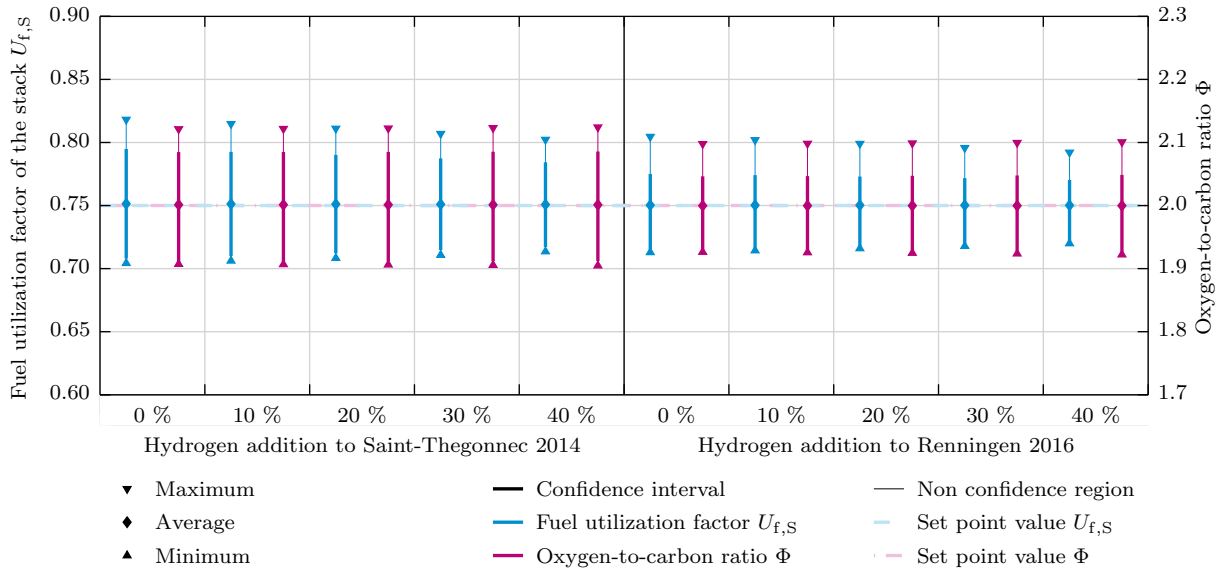 Fuel utilization factor of the stack U_f,S
0.90
0.85
0.80
0.75
0.70
0.65
0.60
2.3
2.2
2.1
2.0
1.9
1.8
1.7
Oxygen-to-carbon ratio Φ
0 % 10 % 20 % 30 % 40 % 0 % 10 % 20 % 30 % 40 %
Hydrogen addition to Saint-Thegonnec 2014 Hydrogen addition to Renningen 2016
Maximum Confidence interval Non confidence region
Average Fuel utilization factor U_f,S Set point value U_f,S
Minimum Oxygen-to-carbon ratio Φ Set point value Φ